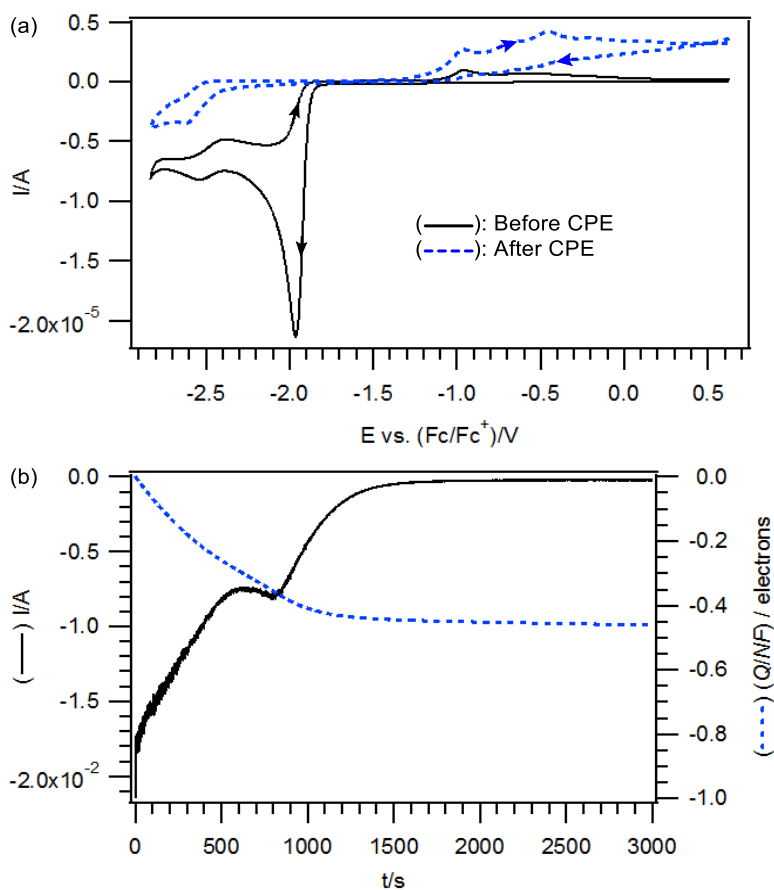 (a)
0.5
0.0
-0.5
-1.0
-1.5
-2.0x10⁻⁵
I/A
(——): Before CPE
(-----): After CPE
-2.5 -2.0 -1.5 -1.0 -0.5 0.0 0.5
E vs. (Fc/Fc⁺)/V
(b)
0.0
-0.5
-1.0
-1.5
-2.0x10⁻²
(——) I/A
0.0
-0.2
-0.4
-0.6
-0.8
-1.0
(-----) (Q/NF) / electrons
0 500 1000 1500 2000 2500 3000
t/s